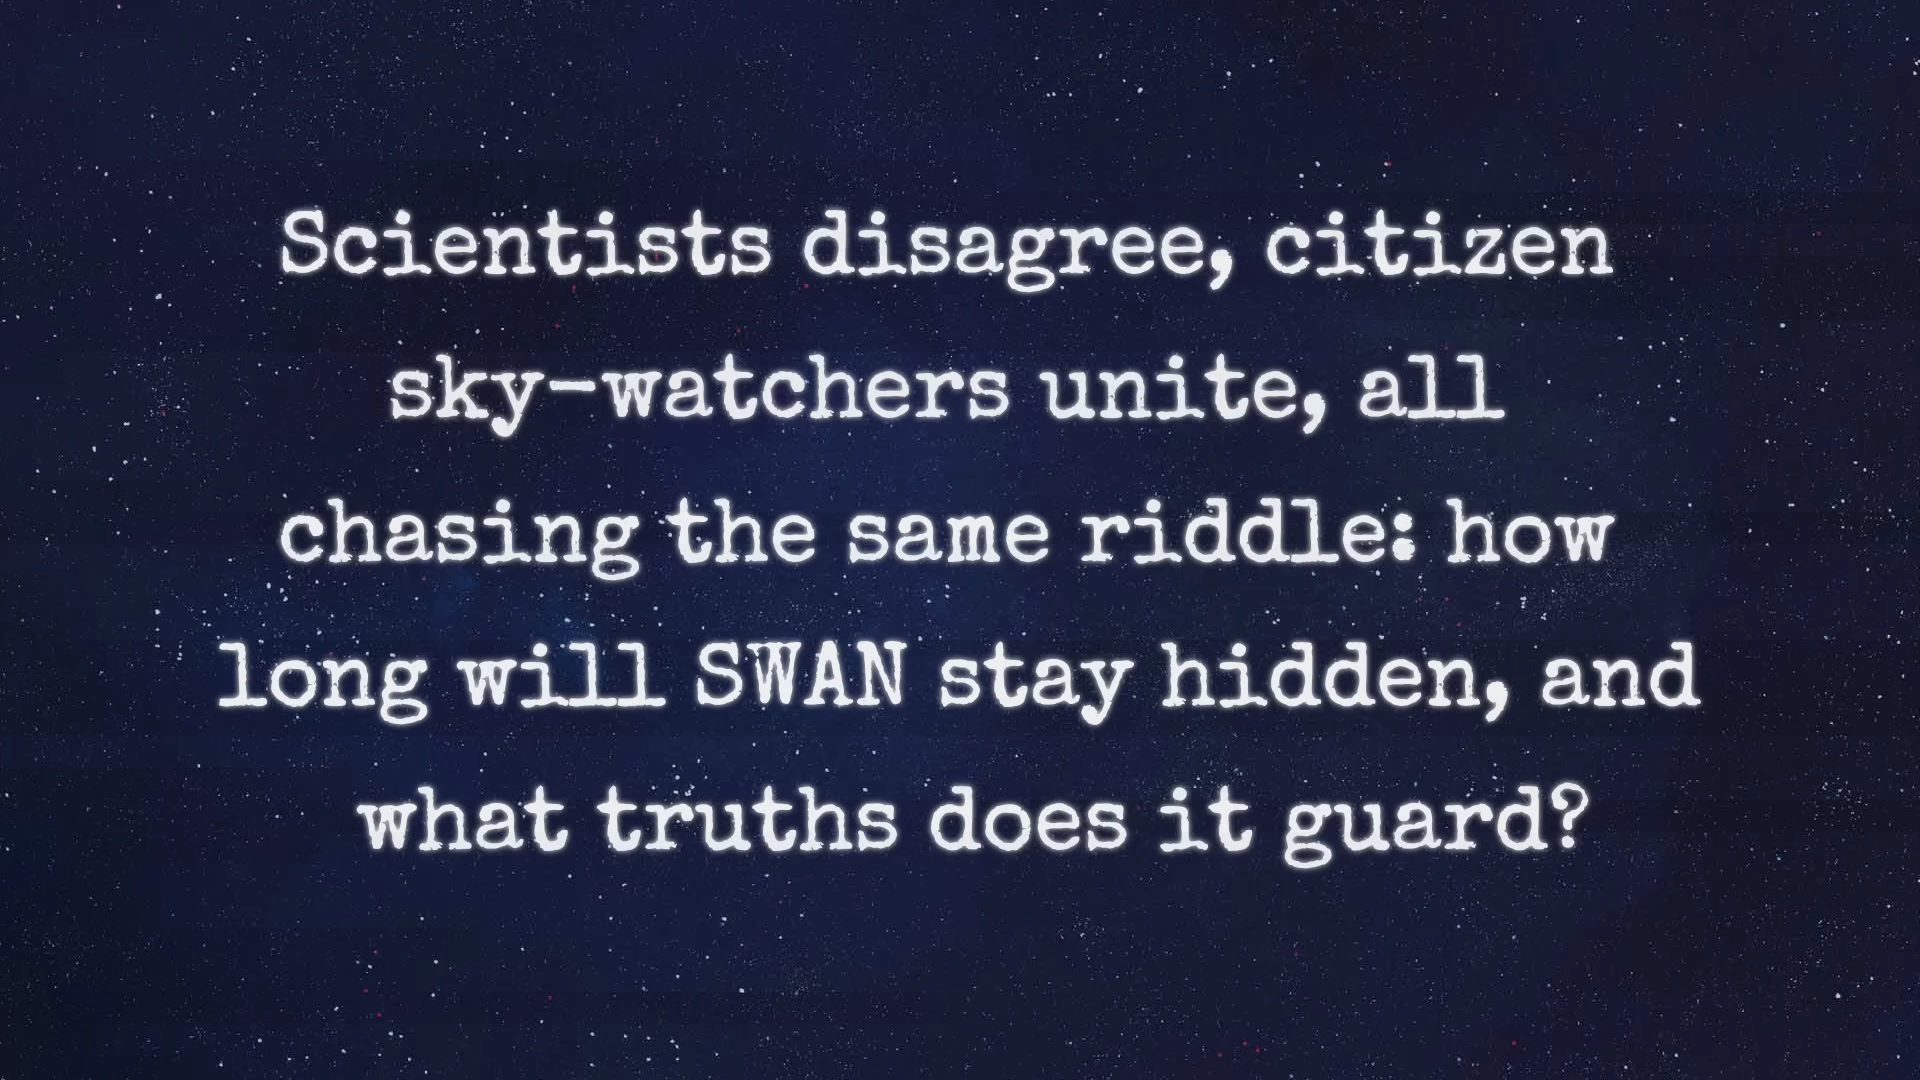 Scientists disagree, citizen
sky-watchers unite, all
chasing the same riddle: how
long will SWAN stay hidden, and
what truths does it guard?